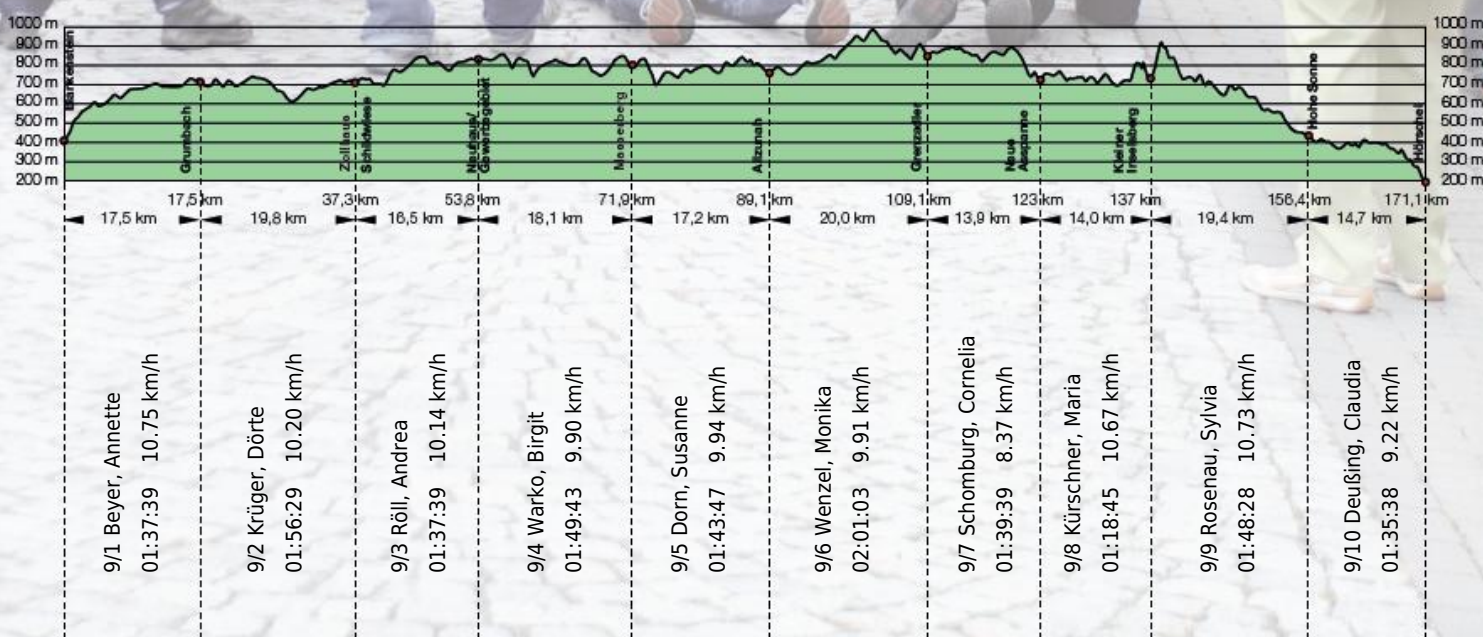 1000 m
900 m
800 m
700 m
600 m
500 m
400 m
300 m
200 m
1000 m
900 m
800 m
700 m
600 m
500 m
400 m
300 m
200 m
Blankenstein
Grumbach
Zollhaus
Schildwiese
Neuhaus/
Masserberg
Allzunah
Grenzadler
Neue
Ausspanne
Kleiner
Inselsberg
Hohe Sonne
Hörschel
17,5 km
37,3 km
53,8 km
71,9 km
89,1 km
109,1 km
123 km
137 km
156,4 km
171,1 km
17,5 km
19,8 km
16,5 km
18,1 km
17,2 km
20,0 km
13,9 km
14,0 km
19,4 km
14,7 km
9/1 Beyer, Annette
01:37:39 10.75 km/h
9/2 Krüger, Dörte
01:56:29 10.20 km/h
9/3 Röll, Andrea
01:37:39 10.14 km/h
9/4 Warko, Birgit
01:49:43 9.90 km/h
9/5 Dorn, Susanne
01:43:47 9.94 km/h
9/6 Wenzel, Monika
02:01:03 9.91 km/h
9/7 Schomburg, Cornelia
01:39:39 8.37 km/h
9/8 Kürschner, Maria
01:18:45 10.67 km/h
9/9 Rosenau, Sylvia
01:48:28 10.73 km/h
9/10 Deußing, Claudia
01:35:38 9.22 km/h